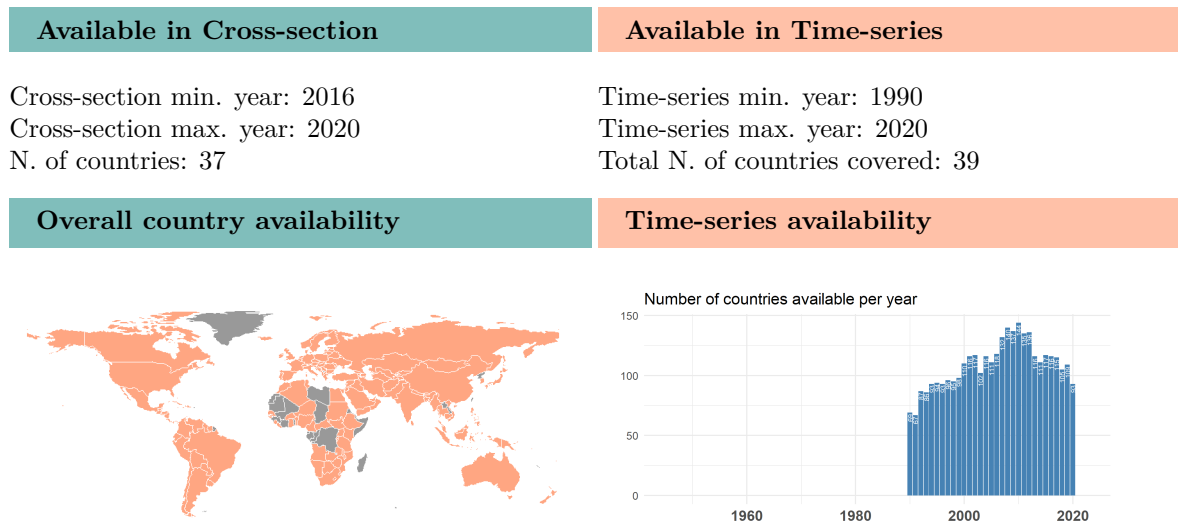 Available in Cross-section
Available in Time-series
Cross-section min. year: 2016
Cross-section max. year: 2020
N. of countries: 37
Time-series min. year: 1990
Time-series max. year: 2020
Total N. of countries covered: 39
Overall country availability
Time-series availability
Number of countries available per year
150
100
50
0
1960
1980
2000
2020